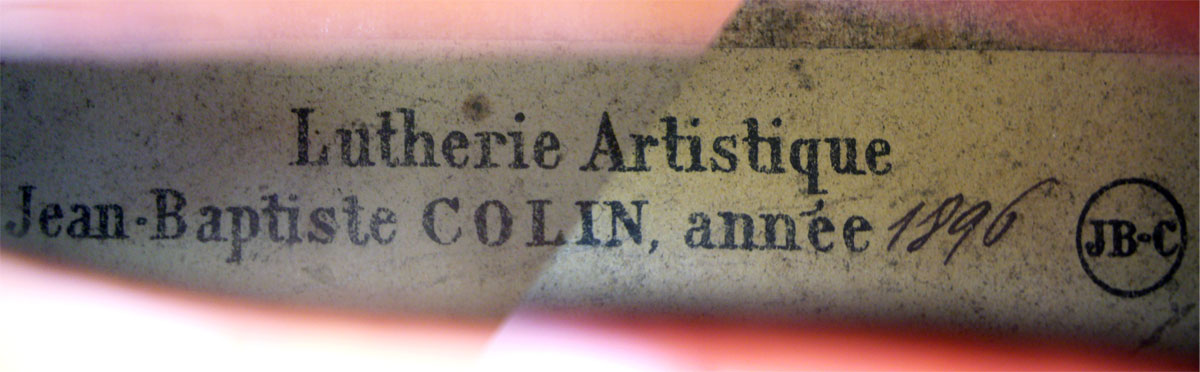 Lutherie Artistique
Jean-Baptiste COLIN, année 1896
JB-C